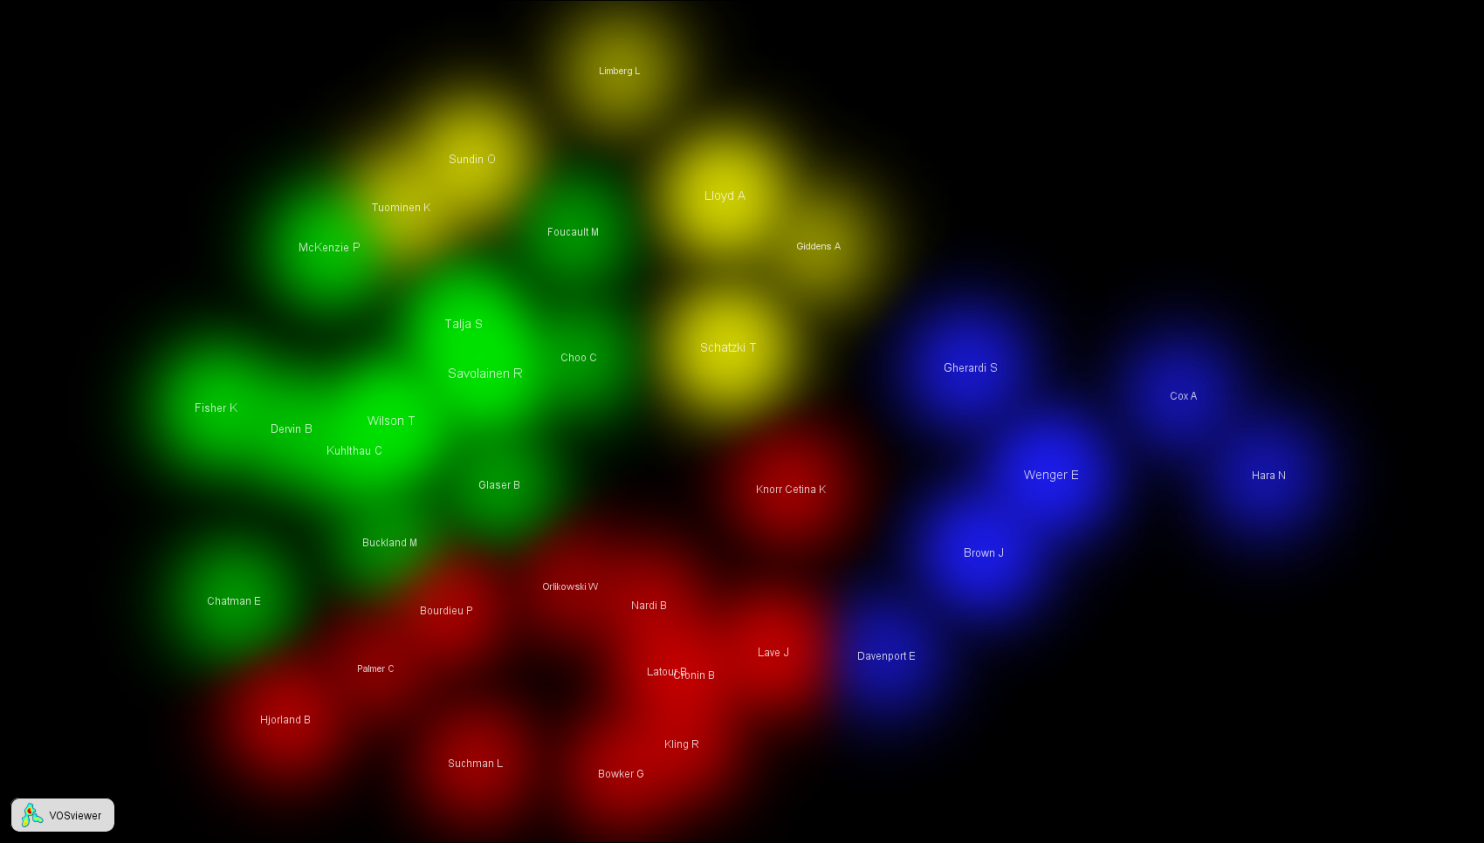 Limberg L
Sundin O
Lloyd A
Tuominen K
Foucault M
Giddens A
McKenzie P
Talja S
Schatzki T
Choo C
Gherardi S
Savolainen R
Cox A
Fisher K
Wilson T
Dervin B
Kuhlthau C
Wenger E
Hara N
Glaser B
Knorr Cetina K
Buckland M
Brown J
Orlikowski W
Chatman E
Nardi B
Bourdieu P
Lave J
Davenport E
Palmer C
Latour B
Cronin B
Hjorland B
Kling R
Suchman L
Bowker G
VOSviewer